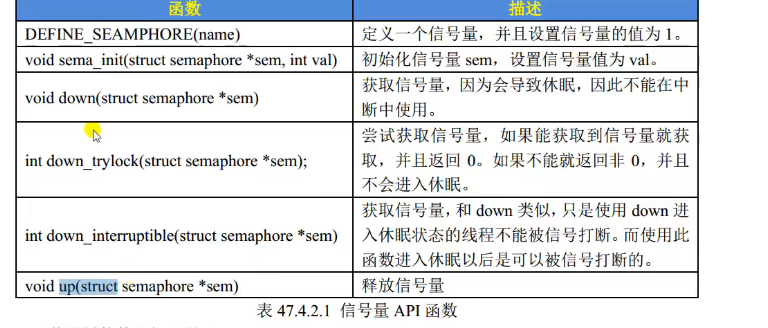 函数 描述
DEFINE_SEAMPHORE(name) 定义一个信号量，并且设置信号量的值为 1。
void sema_init(struct semaphore *sem, int val) 初始化信号量 sem，设置信号量值为 val。
void down(struct semaphore *sem) 获取信号量，因为会导致休眠，因此不能在中
断中使用。
int down_trylock(struct semaphore *sem); 尝试获取信号量，如果能获取到信号量就获
取，并且返回 0。如果不能就返回非 0，并且
不会进入休眠。
int down_interruptible(struct semaphore *sem) 获取信号量，和 down 类似，只是使用 down 进
入休眠状态的线程不能被信号打断。而使用此
函数进入休眠以后是可以被信号打断的。
void up(struct semaphore *sem) 释放信号量
表 47.4.2.1 信号量 API 函数